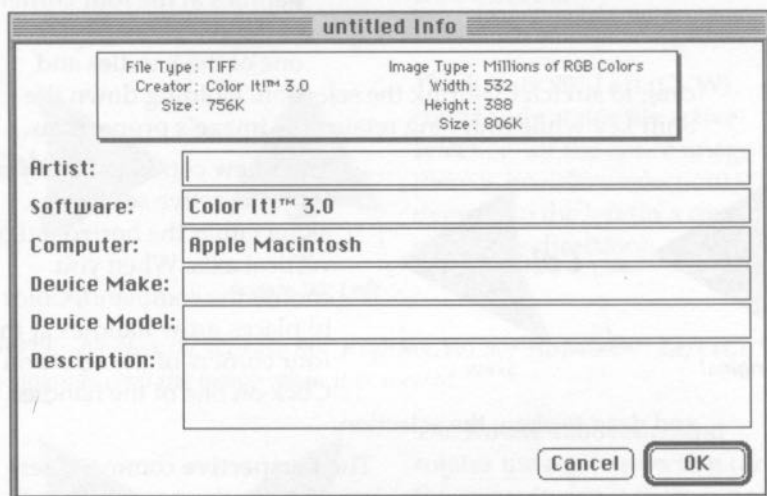 untitled Info
File Type: TIFF
Creator: Color It!™ 3.0
Size: 756K
Image Type: Millions of RGB Colors
Width: 532
Height: 388
Size: 806K
Artist:
Software: Color It!™ 3.0
Computer: Apple Macintosh
Device Make:
Device Model:
Description:
Cancel OK